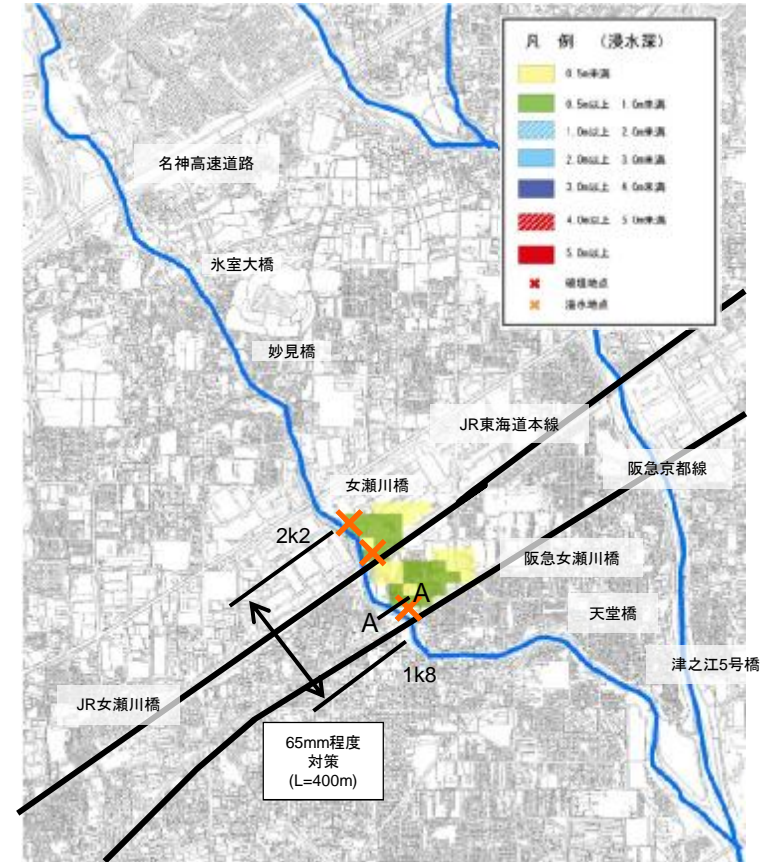 凡 例 (浸水深)
0.5m未満
0.5m以上 1.0m未満
1.0m以上 2.0m未満
2.0m以上 3.0m未満
3.0m以上 4.0m未満
4.0m以上 5.0m未満
5.0m以上
破堤地点
溢水地点
名神高速道路
氷室大橋
妙見橋
JR東海道本線
阪急京都線
女瀬川橋
2k2
阪急女瀬川橋
A
A
天堂橋
津之江5号橋
1k8
JR女瀬川橋
65mm程度
対策
(L=400m)